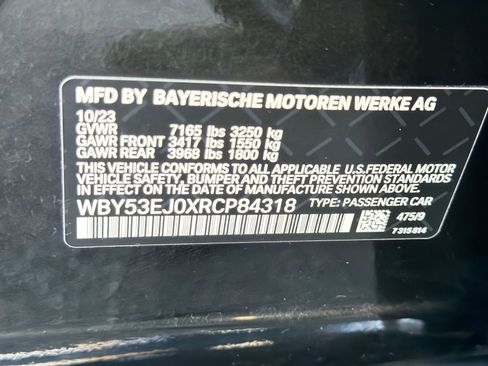 MFD BY BAYERISCHE MOTOREN WERKE AG
10/23
GVWR 7165 lbs 3250 kg
GAWR FRONT 3417 lbs 1550 kg
GAWR REAR 3968 lbs 1800 kg
THIS VEHICLE CONFORMS TO ALL APPLICABLE U.S. FEDERAL MOTOR
VEHICLE SAFETY, BUMPER AND THEFT PREVENTION STANDARDS
IN EFFECT ON THE DATE OF MANUFACTURE SHOWN ABOVE.
WBY53EJ0XRCP84318 TYPE: PASSENGER CAR
475/9
7315814